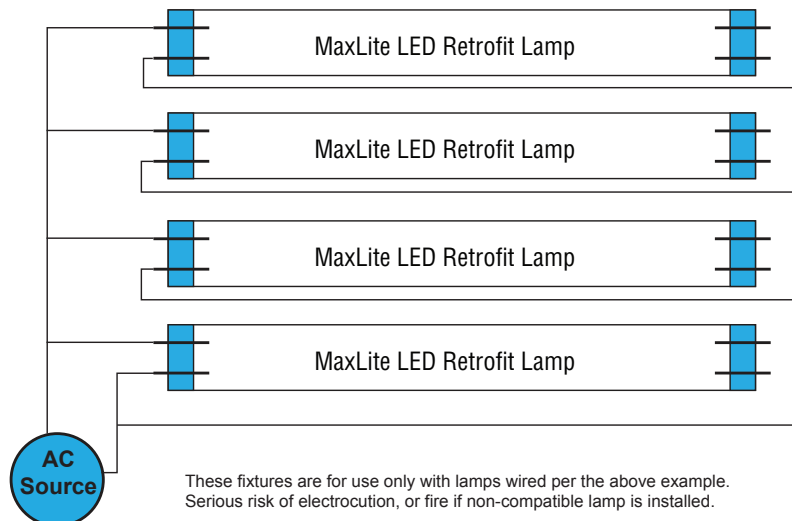 MaxLite LED Retrofit Lamp
MaxLite LED Retrofit Lamp
MaxLite LED Retrofit Lamp
MaxLite LED Retrofit Lamp
AC
Source
These fixtures are for use only with lamps wired per the above example.
Serious risk of electrocution, or fire if non-compatible lamp is installed.